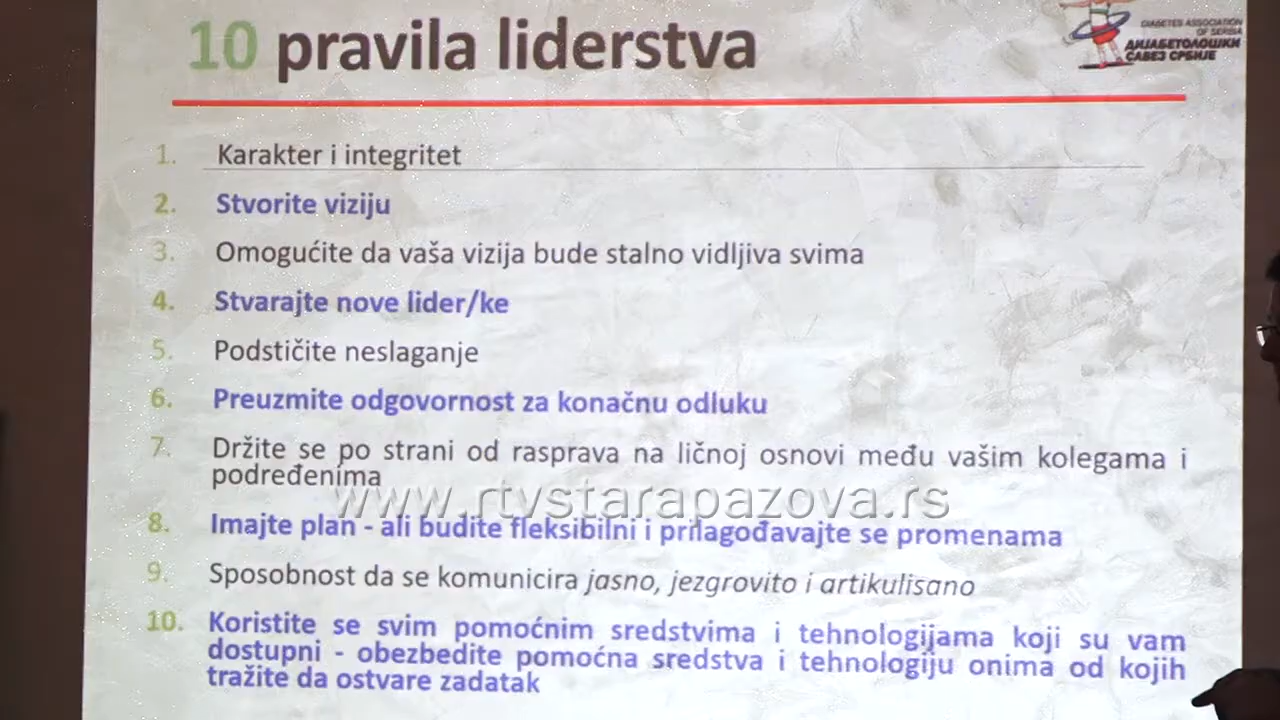 10 pravila liderstva
DIABETES ASSOCIATION
OF SERBIA
ДИЈАБЕТОЛОШКИ
САВЕЗ СРБИЈЕ
1. Karakter i integritet
2. Stvorite viziju
3. Omogućite da vaša vizija bude stalno vidljiva svima
4. Stvarajte nove lider/ke
5. Podstičite neslaganje
6. Preuzmite odgovornost za konačnu odluku
7. Držite se po strani od rasprava na ličnoj osnovi među vašim kolegama i
podređenima
www.rtvstarapazova.rs
8. Imajte plan - ali budite fleksibilni i prilagođavajte se promenama
9. Sposobnost da se komunicira jasno, jezgrovito i artikulisano
10. Koristite se svim pomoćnim sredstvima i tehnologijama koji su vam
dostupni - obezbedite pomoćna sredstva i tehnologiju onima od kojih
tražite da ostvare zadatak